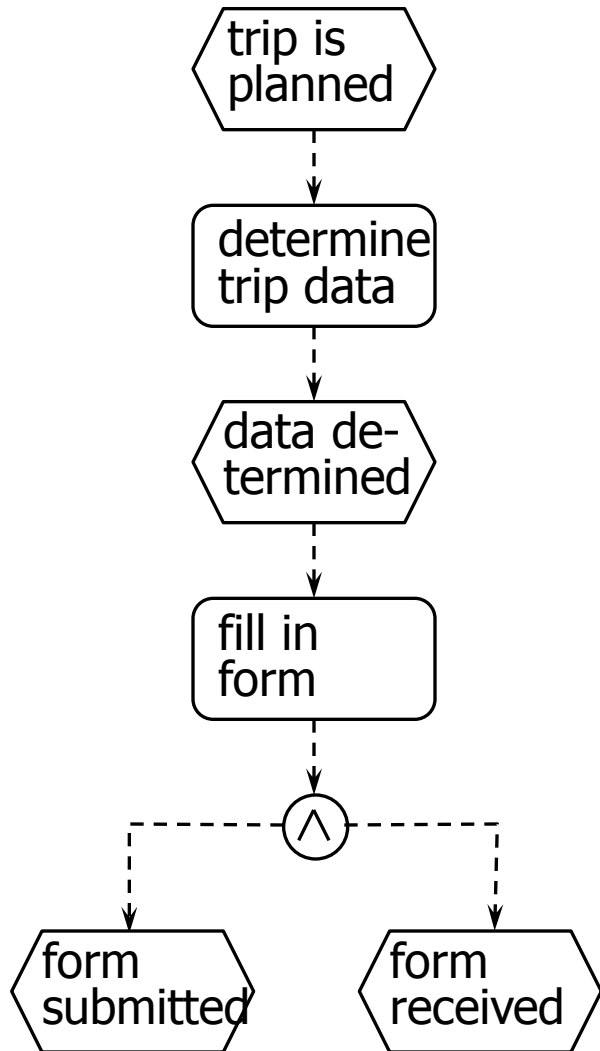 trip is
planned
determine
trip data
data de-
termined
fill in
form
form
submitted
form
received